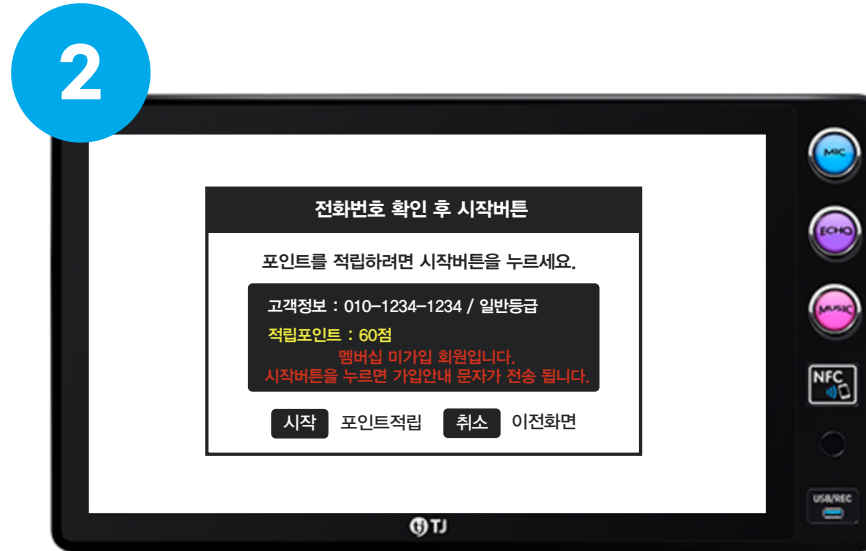 2
전화번호 확인 후 시작버튼
포인트를 적립하려면 시작버튼을 누르세요.
고객정보 : 010-1234-1234 / 일반등급
적립포인트 : 60점
멤버십 미가입 회원입니다.
시작버튼을 누르면 가입안내 문자가 전송 됩니다.
시작 포인트적립 취소 이전화면
MIC
ECHO
MUSIC
NFC
USB/REC
TJ